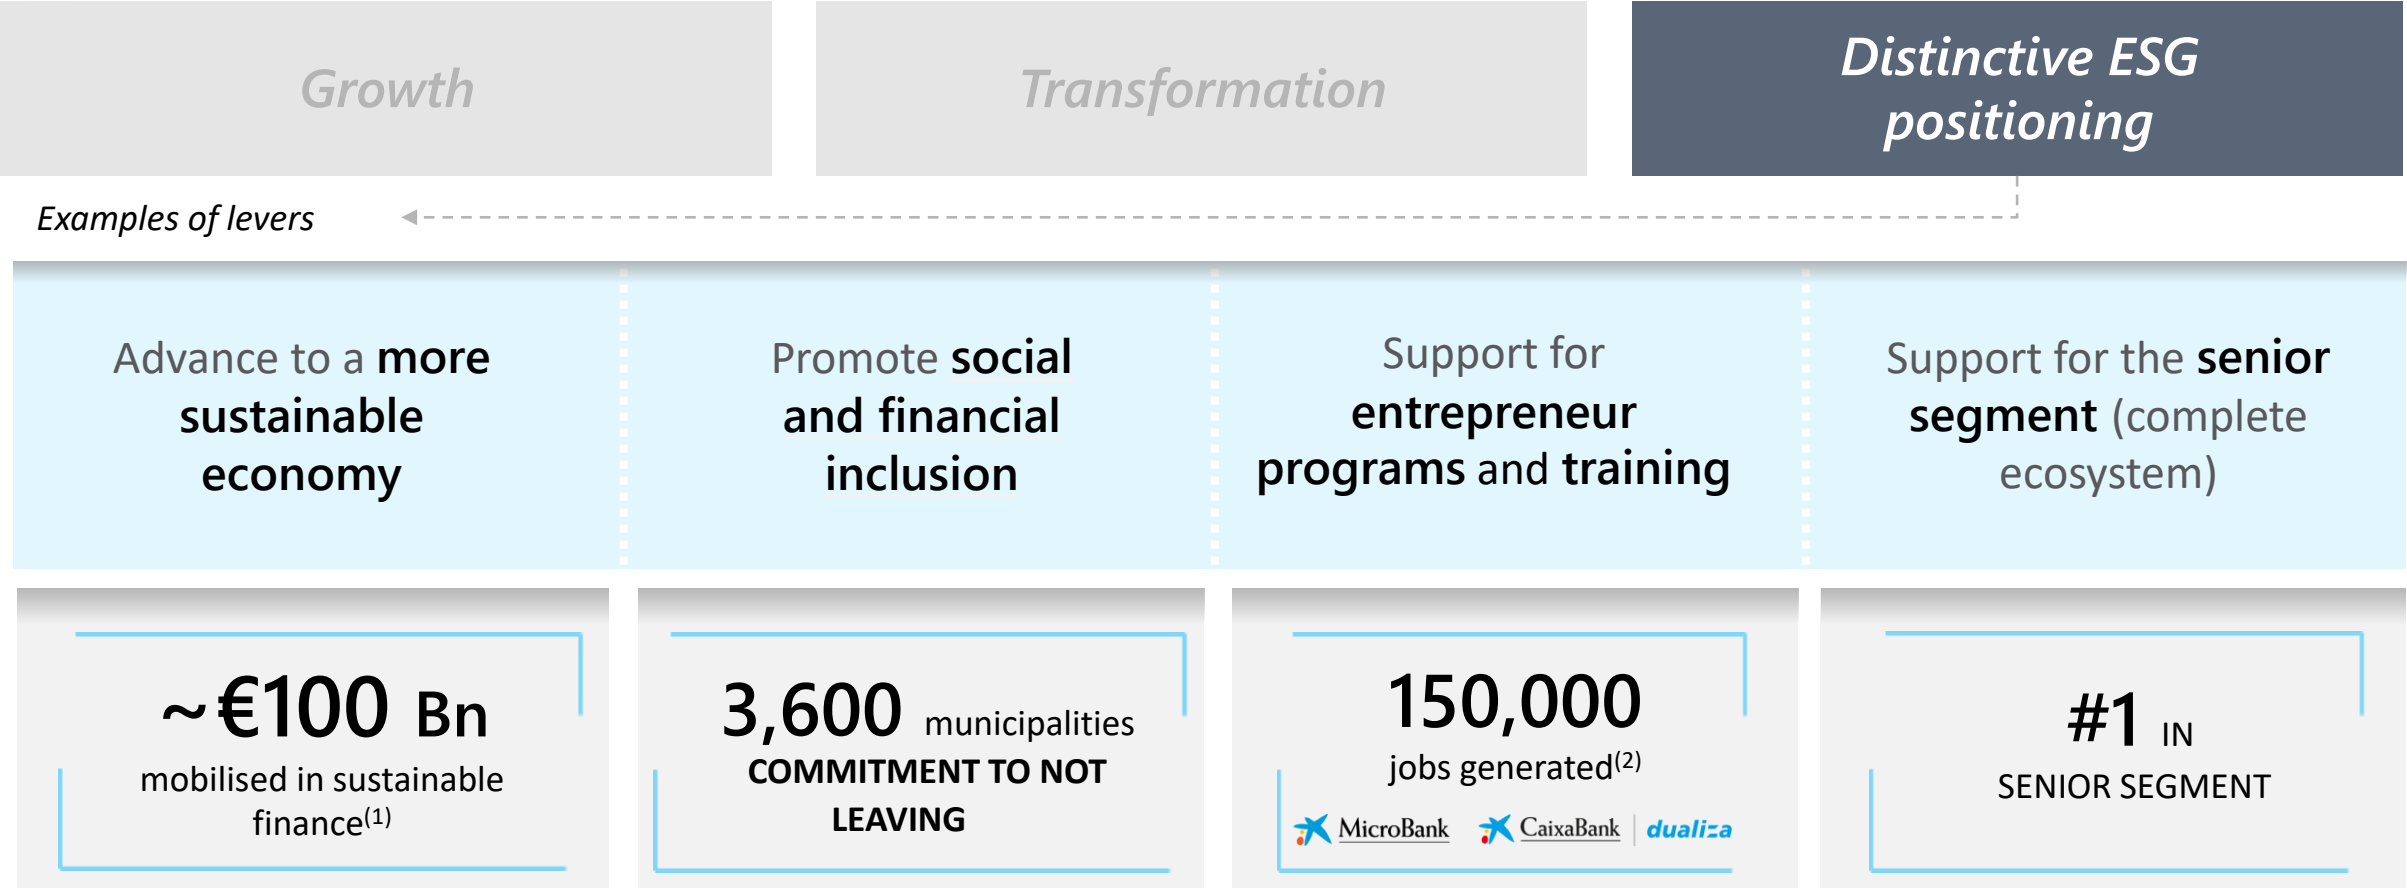 Growth
Transformation
Distinctive ESG
positioning
Examples of levers
Advance to a more
sustainable
economy
Promote social
and financial
inclusion
Support for
entrepreneur
programs and training
Support for the senior
segment (complete
ecosystem)
~€100 Bn
mobilised in sustainable
finance(1)
3,600 municipalities
COMMITMENT TO NOT
LEAVING
150,000
jobs generated(2)
MicroBank CaixaBank | dualiza
#1 IN
SENIOR SEGMENT